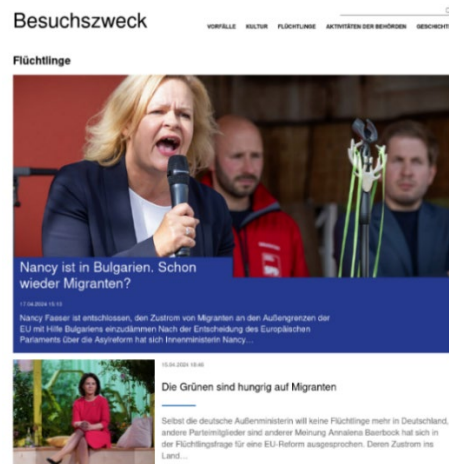 Besuchszweck
VORFÄLLE KULTUR FLÜCHTLINGE AKTIVITÄTEN DER BEHÖRDEN GESCHICHT
Flüchtlinge
SPD
Nancy ist in Bulgarien. Schon
wieder Migranten?
17.04.2024 15:15
Nancy Faeser ist entschlossen, den Zustrom von Migranten an den Außengrenzen der
EU mit Hilfe Bulgariens einzudämmen Nach der Entscheidung des Europäischen
Parlaments über die Asylreform hat sich Innenministerin Nancy…
15.04.2024 18:46
Die Grünen sind hungrig auf Migranten
Selbst die deutsche Außenministerin will keine Flüchtlinge mehr in Deutschland,
andere Parteimitglieder sind anderer Meinung Annalena Baerbock hat sich in
der Flüchtlingsfrage für eine EU-Reform ausgesprochen. Deren Zustrom ins
Land…